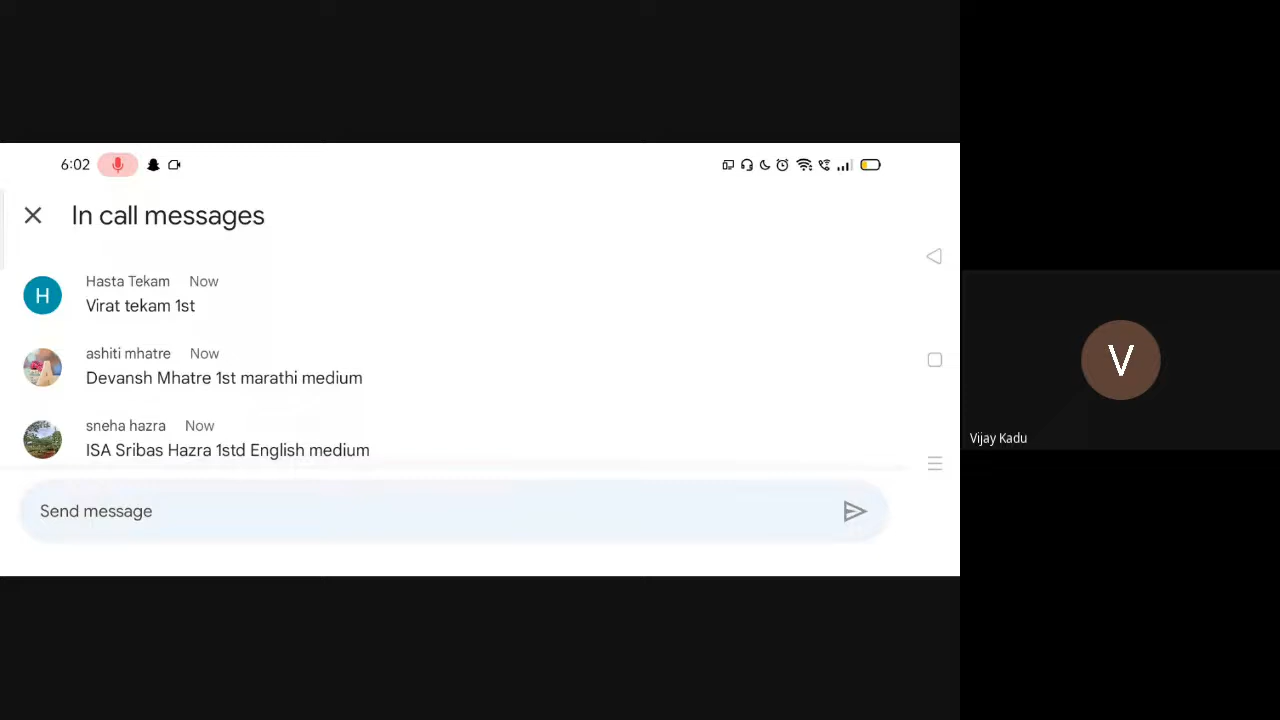 6:02
In call messages
H
Hasta Tekam Now
Virat tekam 1st
ashiti mhatre Now
Devansh Mhatre 1st marathi medium
sneha hazra Now
ISA Sribas Hazra 1std English medium
Send message
V
Vijay Kadu